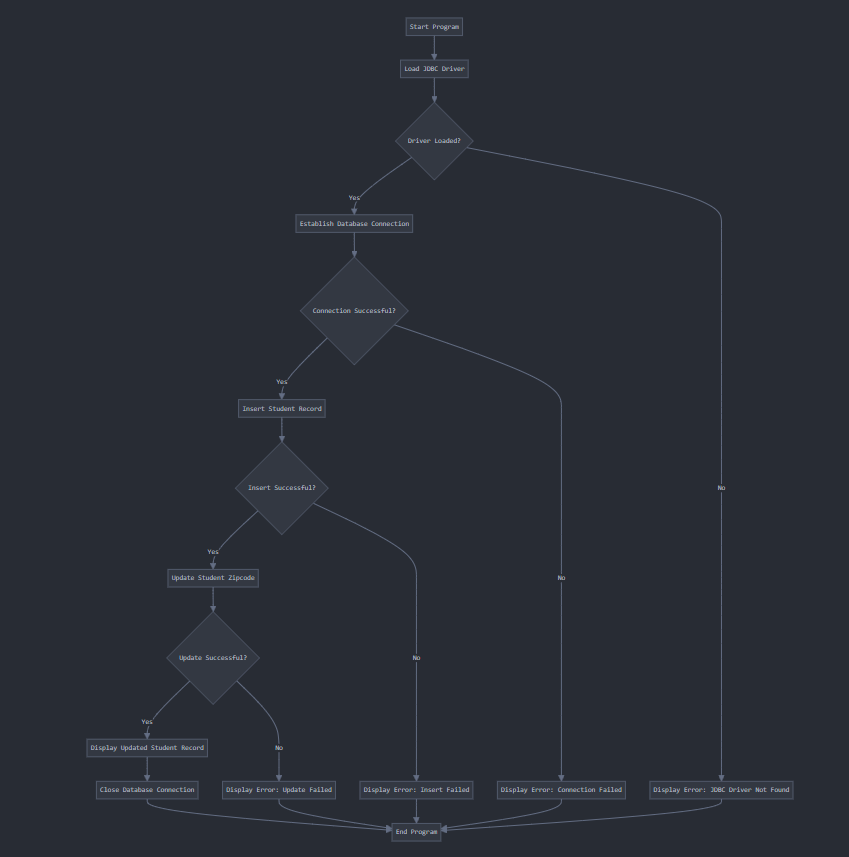 Start Program
Load JDBC Driver
Driver Loaded?
Yes
Establish Database Connection
Connection Successful?
Yes
Insert Student Record
Insert Successful?
No
Yes
Update Student Zipcode
No
Update Successful?
No
Yes
Display Updated Student Record
No
Close Database Connection
Display Error: Update Failed
Display Error: Insert Failed
Display Error: Connection Failed
Display Error: JDBC Driver Not Found
End Program